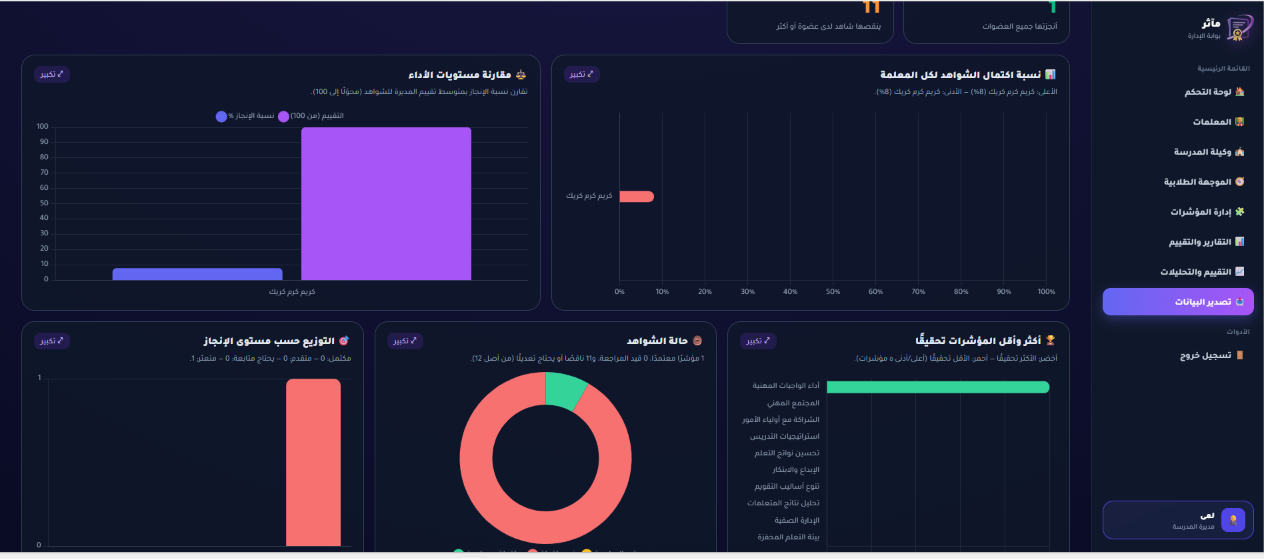 مآثر
بوابة الإدارة
القائمة الرئيسية
لوحة التحكم
المعلمات
وكيلة المدرسة
الموجهة الطلابية
إدارة المؤشرات
التقارير والتقييم
التقييم والتحليلات
تصدير البيانات
الأدوات
تسجيل خروج
لمى
مديرة المدرسة
1
أنجزتها جميع العضوات
11
ينقصها شاهد لدى عضوة أو أكثر
نسبة اكتمال الشواهد لكل المعلمة
تكبير
الأعلى: كريم كرم كريك (8%) — الأدنى: كريم كرم كريك (8%).
كريم كرم كريك
0% 10% 20% 30% 40% 50% 60% 70% 80% 90% 100%
مقارنة مستويات الأداء
تكبير
تقارن نسبة الإنجاز بمتوسط تقييم المديرة للشواهد (محوّلًا إلى 100).
التقييم (من 100)
نسبة الإنجاز %
100
90
80
70
60
50
40
30
20
10
0
كريم كرم كريك
أكثر وأقل المؤشرات تحقيقًا
تكبير
أخضر: الأكثر تحقيقًا — أحمر: الأقل تحقيقًا (أعلى/أدنى 5 مؤشرات).
أداء الواجبات المهنية
المجتمع المهني
الشراكة مع أولياء الأمور
استراتيجيات التدريس
تحسين نواتج التعلم
الإبداع والابتكار
تنوع أساليب التقويم
تحليل نتائج المتعلمات
الإدارة الصفية
بيئة التعلم المحفزة
حالة الشواهد
تكبير
1 مؤشرًا معتمدًا، 0 قيد المراجعة، و11 ناقصًا أو يحتاج تعديلًا (من أصل 12).
التوزيع حسب مستوى الإنجاز
تكبير
مكتمل: 0 — متقدم: 0 — يحتاج متابعة: 0 — متعثر: 1.
1
0